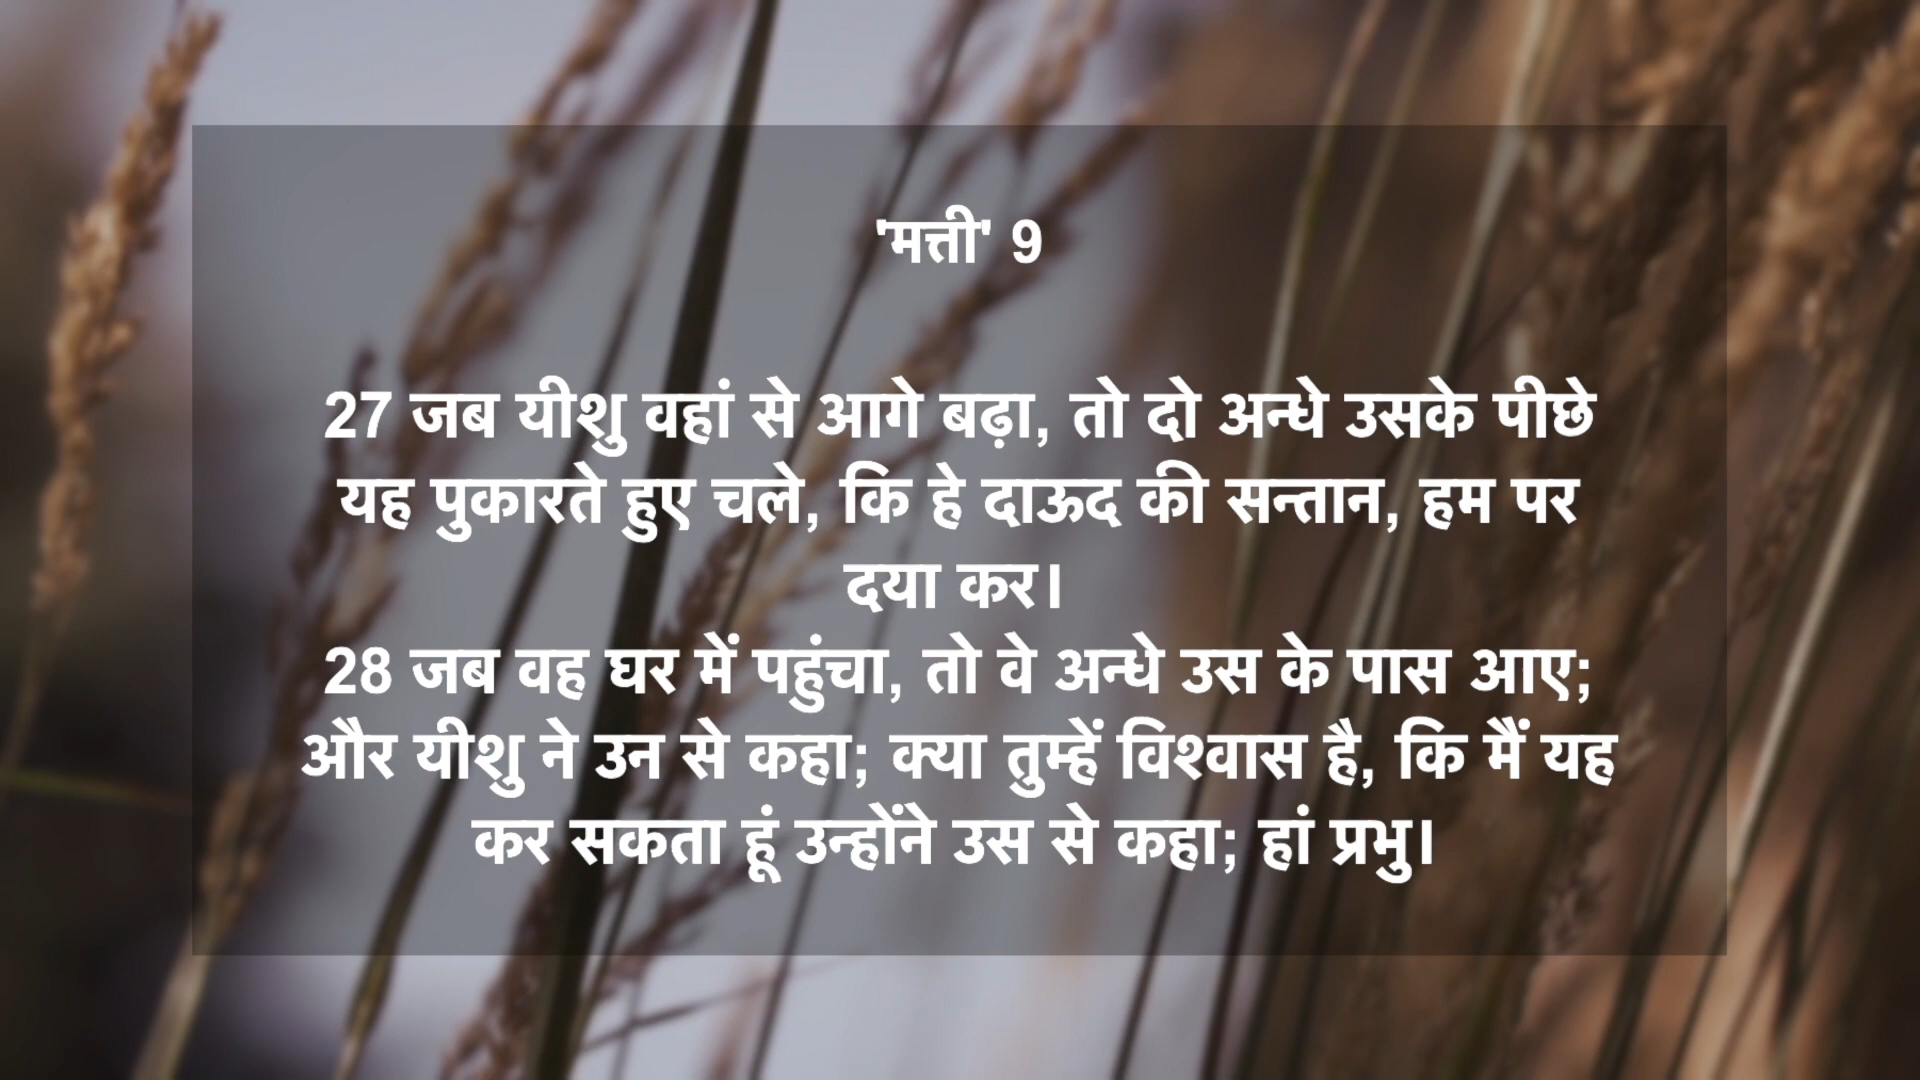 'मत्ती' 9
27 जब यीशु वहां से आगे बढ़ा, तो दो अन्धे उसके पीछे
यह पुकारते हुए चले, कि हे दाऊद की सन्तान, हम पर
दया कर।
28 जब वह घर में पहुंचा, तो वे अन्धे उस के पास आए;
और यीशु ने उन से कहा; क्या तुम्हें विश्वास है, कि मैं यह
कर सकता हूं उन्होंने उस से कहा; हां प्रभु।